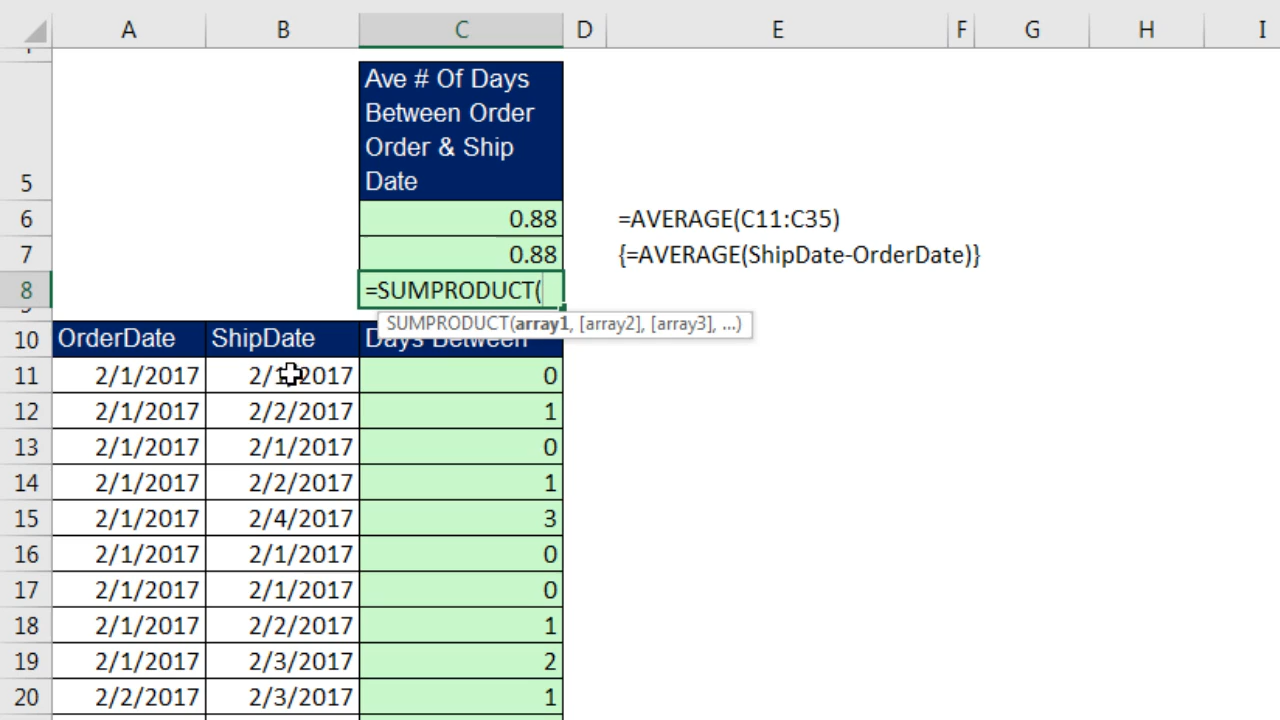 A B C D E F G H I
Ave # Of Days
Between Order
Order & Ship
5 Date
6 0.88 =AVERAGE(C11:C35)
7 0.88 {=AVERAGE(ShipDate-OrderDate)}
8 =SUMPRODUCT(
SUMPRODUCT(array1, [array2], [array3], ...)
10 OrderDate ShipDate Days Between
11 2/1/2017 2/1/2017 0
12 2/1/2017 2/2/2017 1
13 2/1/2017 2/1/2017 0
14 2/1/2017 2/2/2017 1
15 2/1/2017 2/4/2017 3
16 2/1/2017 2/1/2017 0
17 2/1/2017 2/1/2017 0
18 2/1/2017 2/2/2017 1
19 2/1/2017 2/3/2017 2
20 2/2/2017 2/3/2017 1